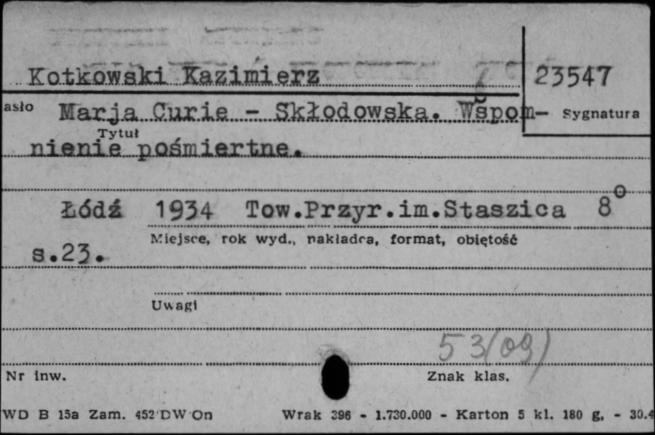 Kotkowski Kazimierz 23547
asło Marja Curie - Skłodowska. Wspom- Sygnatura
Tytuł
nienie pośmiertne.
Łódź 1934 Tow.Przyr.im.Staszica 8o
Miejsce, rok wyd., nakładca, format, objętość
s.23.
Uwagi
53(09)
Nr inw. Znak klas.
WD B 15a Zam. 452 DW On Wrak 396 - 1.730.000 - Karton 5 kl. 180 g. - 30.4